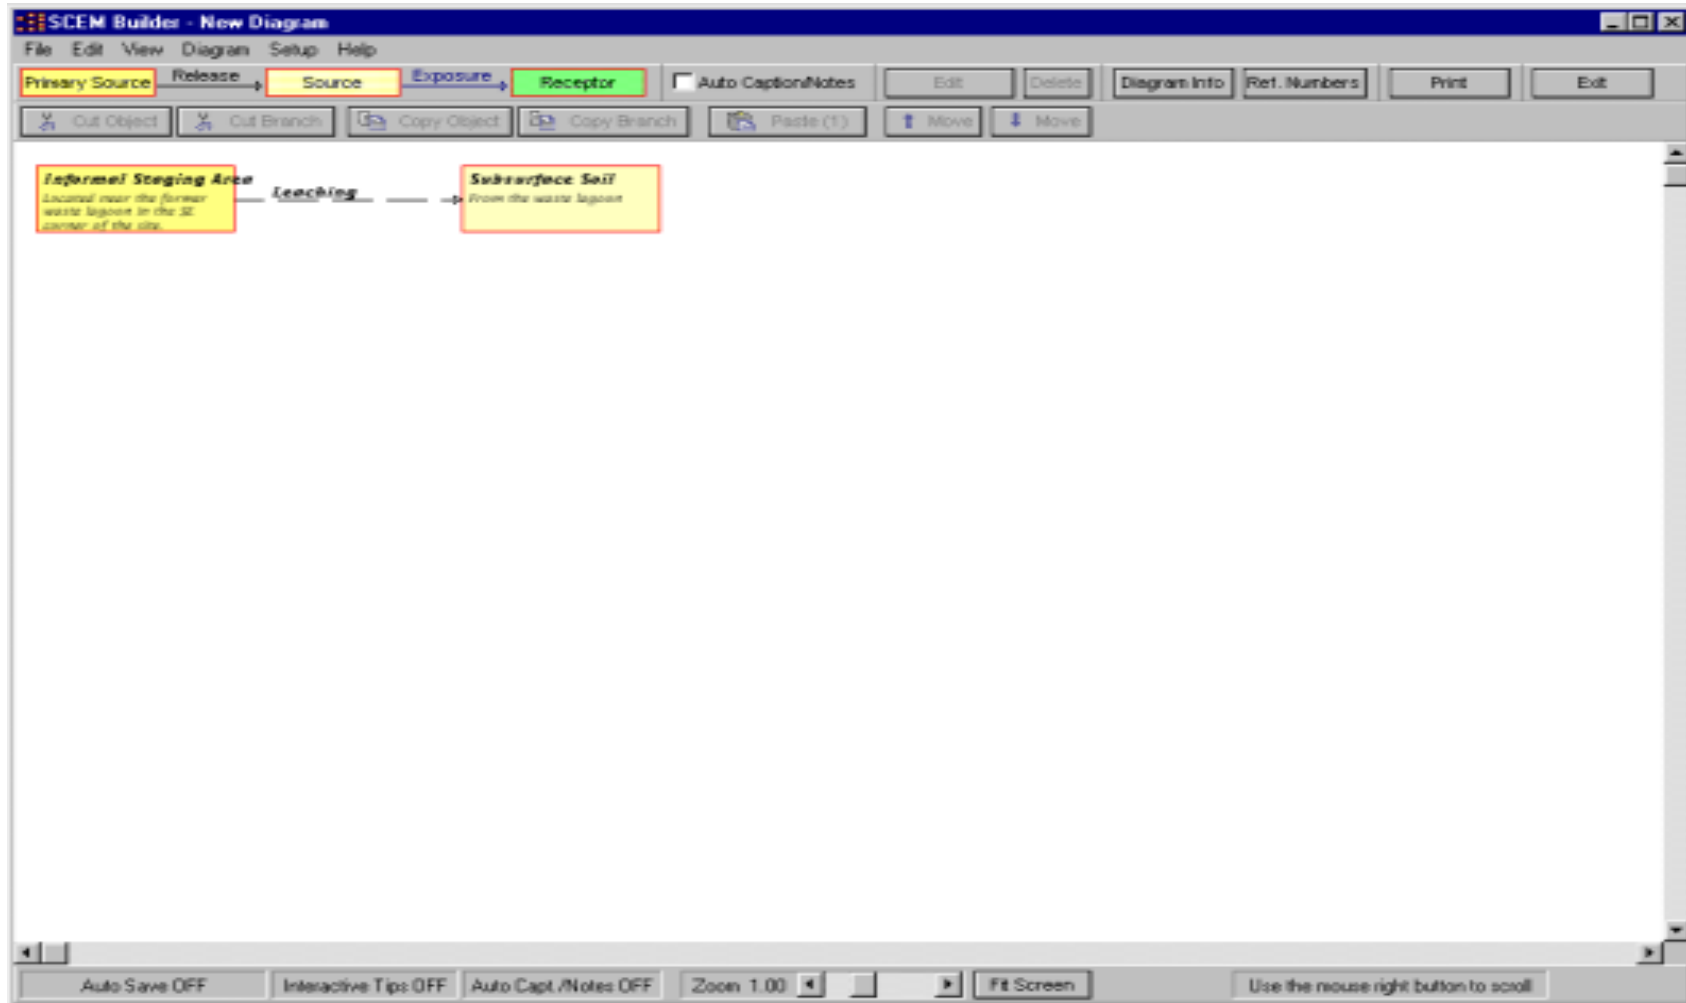 SCEM Builder - New Diagram
File Edit View Diagram Setup Help
Primary Source Release Source Exposure Receptor Auto Caption/Notes Edit Delete Diagram Info Ref. Numbers Print Exit
Cut Object Cut Branch Copy Object Copy Branch Paste (1) Move Move
Informal Staging Area
Located near the former
waste lagoon in the SE
corner of the site.
Leaching
Subsurface Soil
From the waste lagoon
Auto Save OFF Interactive Tips OFF Auto Capt./Notes OFF Zoom 1.00 Fit Screen Use the mouse right button to scroll